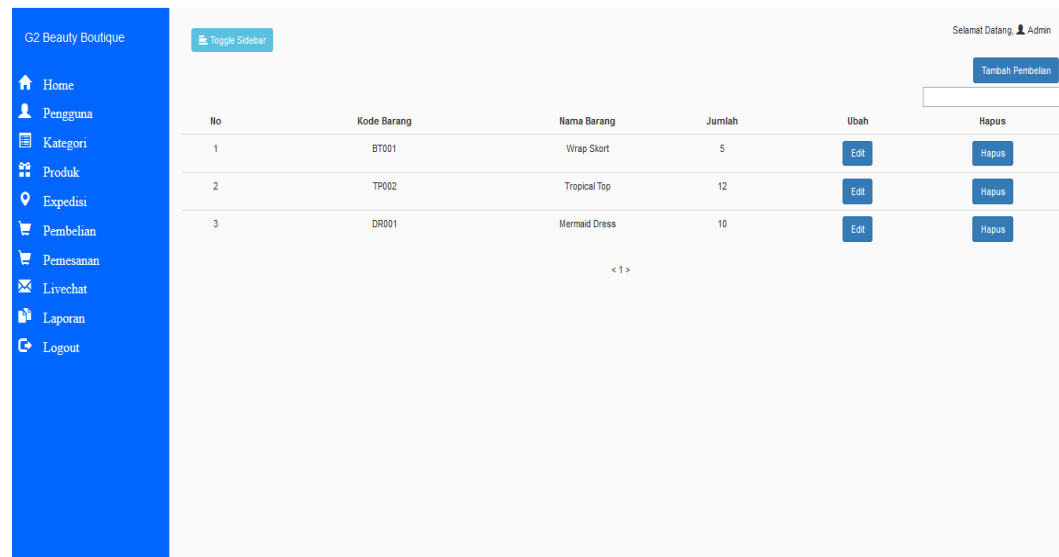 G2 Beauty Boutique
Home
Pengguna
Kategori
Produk
Expedisi
Pembelian
Pemesanan
Livechat
Laporan
Logout
Toggle Sidebar
Selamat Datang, Admin
Tambah Pembelian
No Kode Barang Nama Barang Jumlah Ubah Hapus
1 BT001 Wrap Skort 5 Edit Hapus
2 TP002 Tropical Top 12 Edit Hapus
3 DR001 Mermaid Dress 10 Edit Hapus
« 1 »